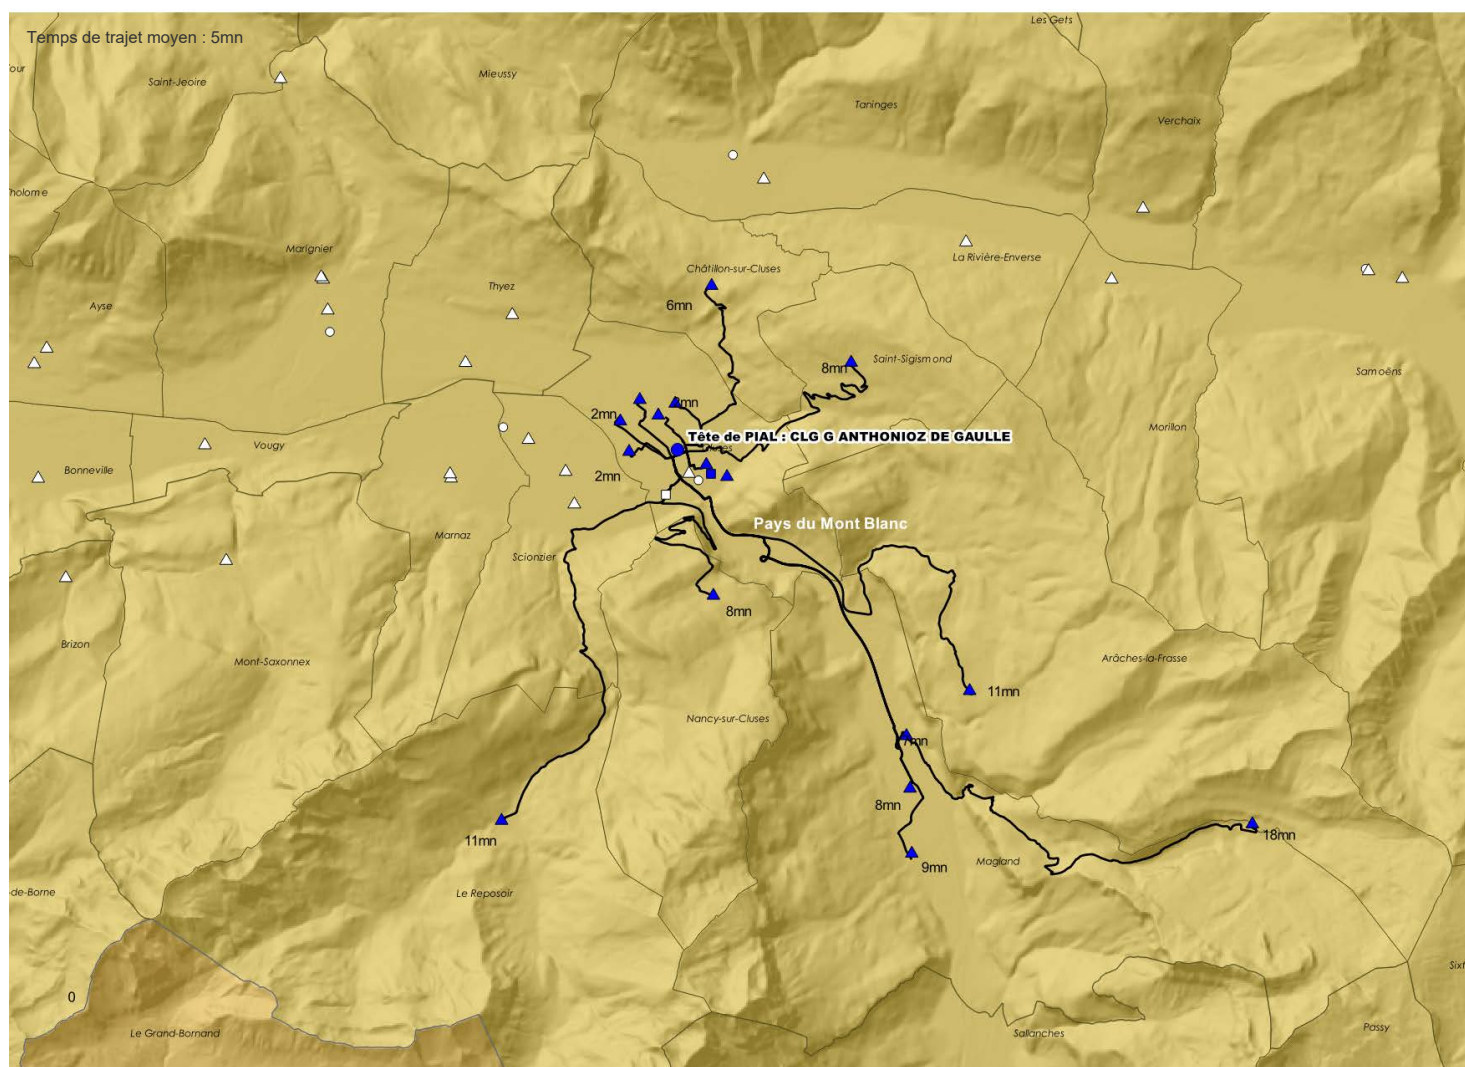 Les Gets
Temps de trajet moyen : 5mn
Saint-Jeoire
Mieussy
Taninges
Verchaix
Marignier
Châtillon-sur-Cluses
La Rivière-Enverse
Thyez
6mn
Ayse
Saint-Sigismond
8mn
Samoëns
2mn
Tête de PIAL : CLG G ANTHONIOZ DE GAULLE
Morillon
Vougy
Bonneville
2mn
Pays du Mont Blanc
Marnaz
Scionzier
8mn
Brizon
Mont-Saxonnex
Arâches-la-Frasse
11mn
Nancy-sur-Cluses
8mn
18mn
11mn
Magland
9mn
-de-Borne
Le Reposoir
0
Le Grand-Bornand
Sallanches
Passy